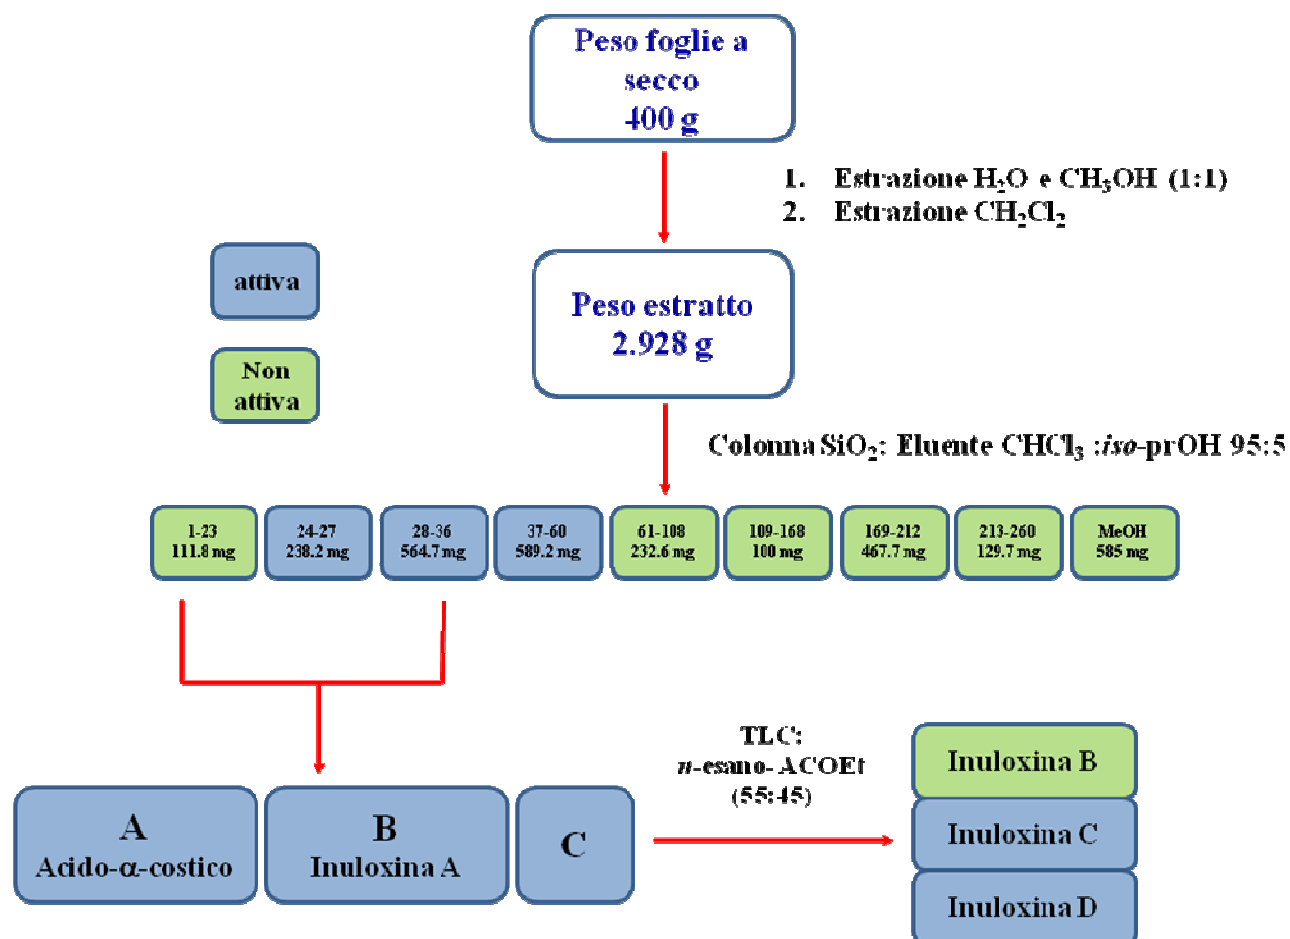 Peso foglie a
secco
400 g
1. Estrazione H₂O e CH₃OH (1:1)
2. Estrazione CH₂Cl₂
attiva
Peso estratto
2.928 g
Non
attiva
Colonna SiO₂: Eluente CHCl₃ :iso-prOH 95:5
1-23
111.8 mg
24-27
238.2 mg
28-36
564.7 mg
37-60
589.2 mg
61-108
232.6 mg
109-168
100 mg
169-212
467.7 mg
213-260
129.7 mg
MeOH
585 mg
TLC:
n-esano- ACOEt
(55:45)
A
Acido-α-costico
B
Inuloxina A
C
Inuloxina B
Inuloxina C
Inuloxina D